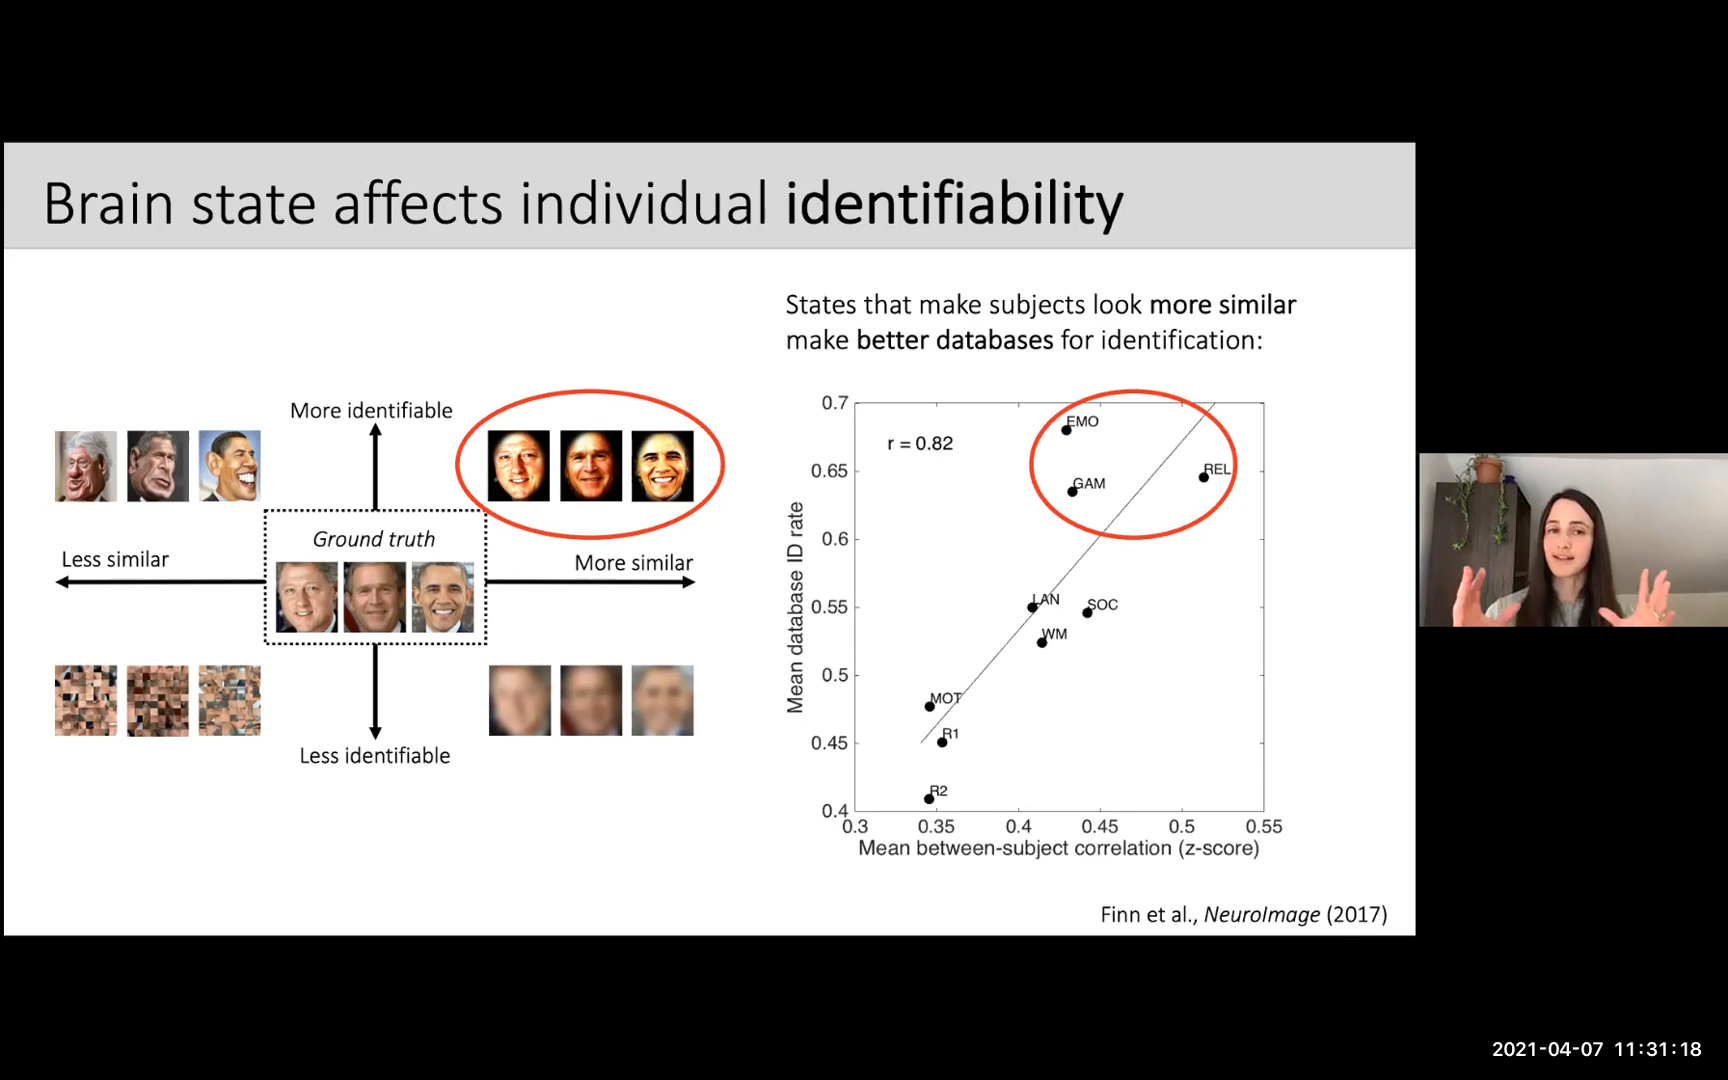 Brain state affects individual identifiability
States that make subjects look more similar
make better databases for identification:
More identifiable
Ground truth
Less similar
More similar
Less identifiable
0.7
0.65
0.6
0.55
0.5
0.45
0.4
Mean database ID rate
r = 0.82
EMO
REL
GAM
LAN
SOC
WM
MOT
R1
R2
0.3
0.35
0.4
0.45
0.5
0.55
Mean between-subject correlation (z-score)
Finn et al., NeuroImage (2017)
2021-04-07 11:31:18